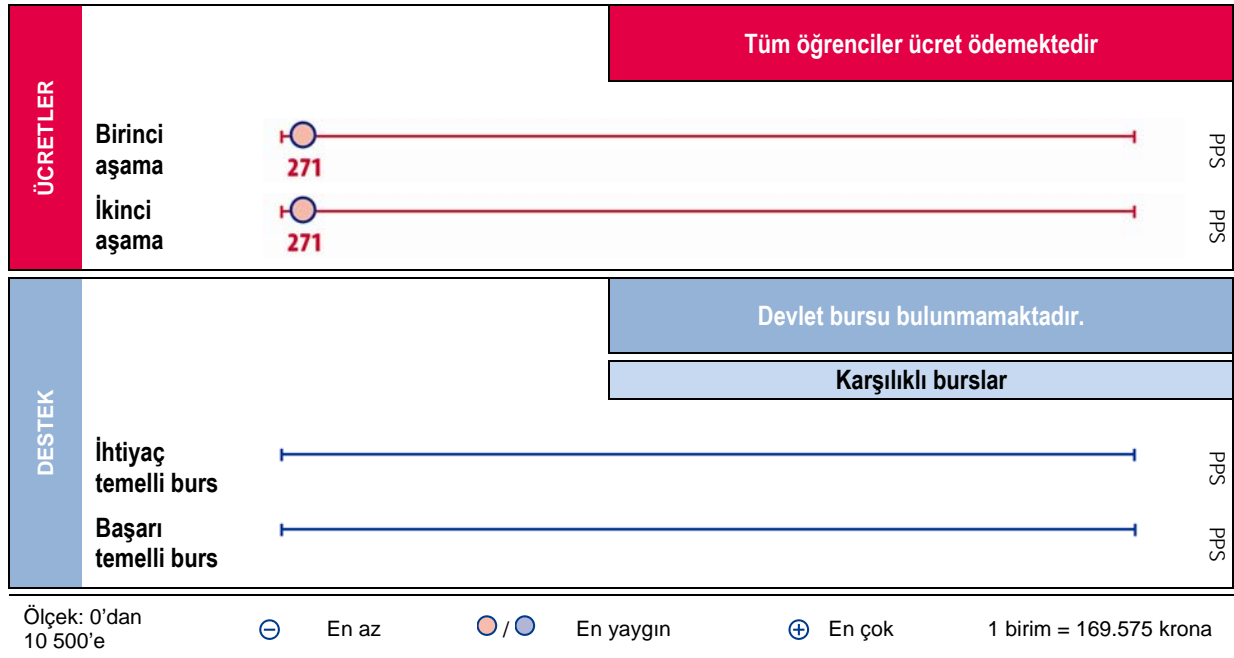 ÜCRETLER
Tüm öğrenciler ücret ödemektedir
Birinci
aşama
271
PPS
İkinci
aşama
271
PPS
DESTEK
Devlet bursu bulunmamaktadır.
Karşılıklı burslar
İhtiyaç
temelli burs
PPS
Başarı
temelli burs
PPS
Ölçek: 0’dan
10 500’e
En az
/
En yaygın
En çok
1 birim = 169.575 krona